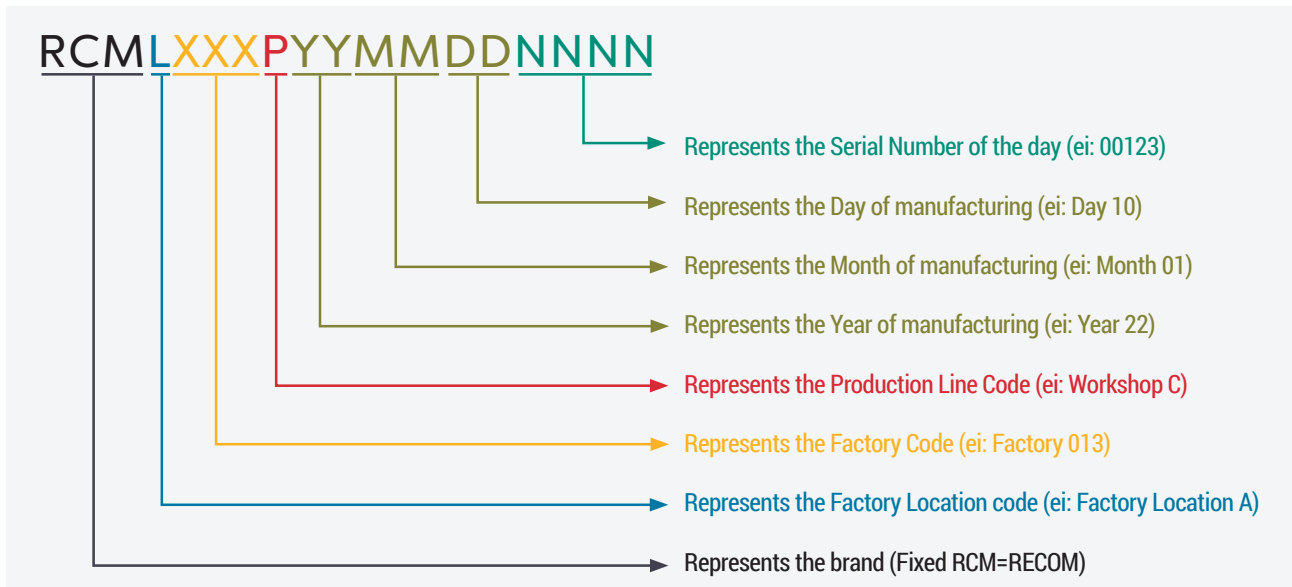 RCMLXXXPYYMMDDNNNN
Represents the Serial Number of the day (ei: 00123)
Represents the Day of manufacturing (ei: Day 10)
Represents the Month of manufacturing (ei: Month 01)
Represents the Year of manufacturing (ei: Year 22)
Represents the Production Line Code (ei: Workshop C)
Represents the Factory Code (ei: Factory 013)
Represents the Factory Location code (ei: Factory Location A)
Represents the brand (Fixed RCM=RECOM)